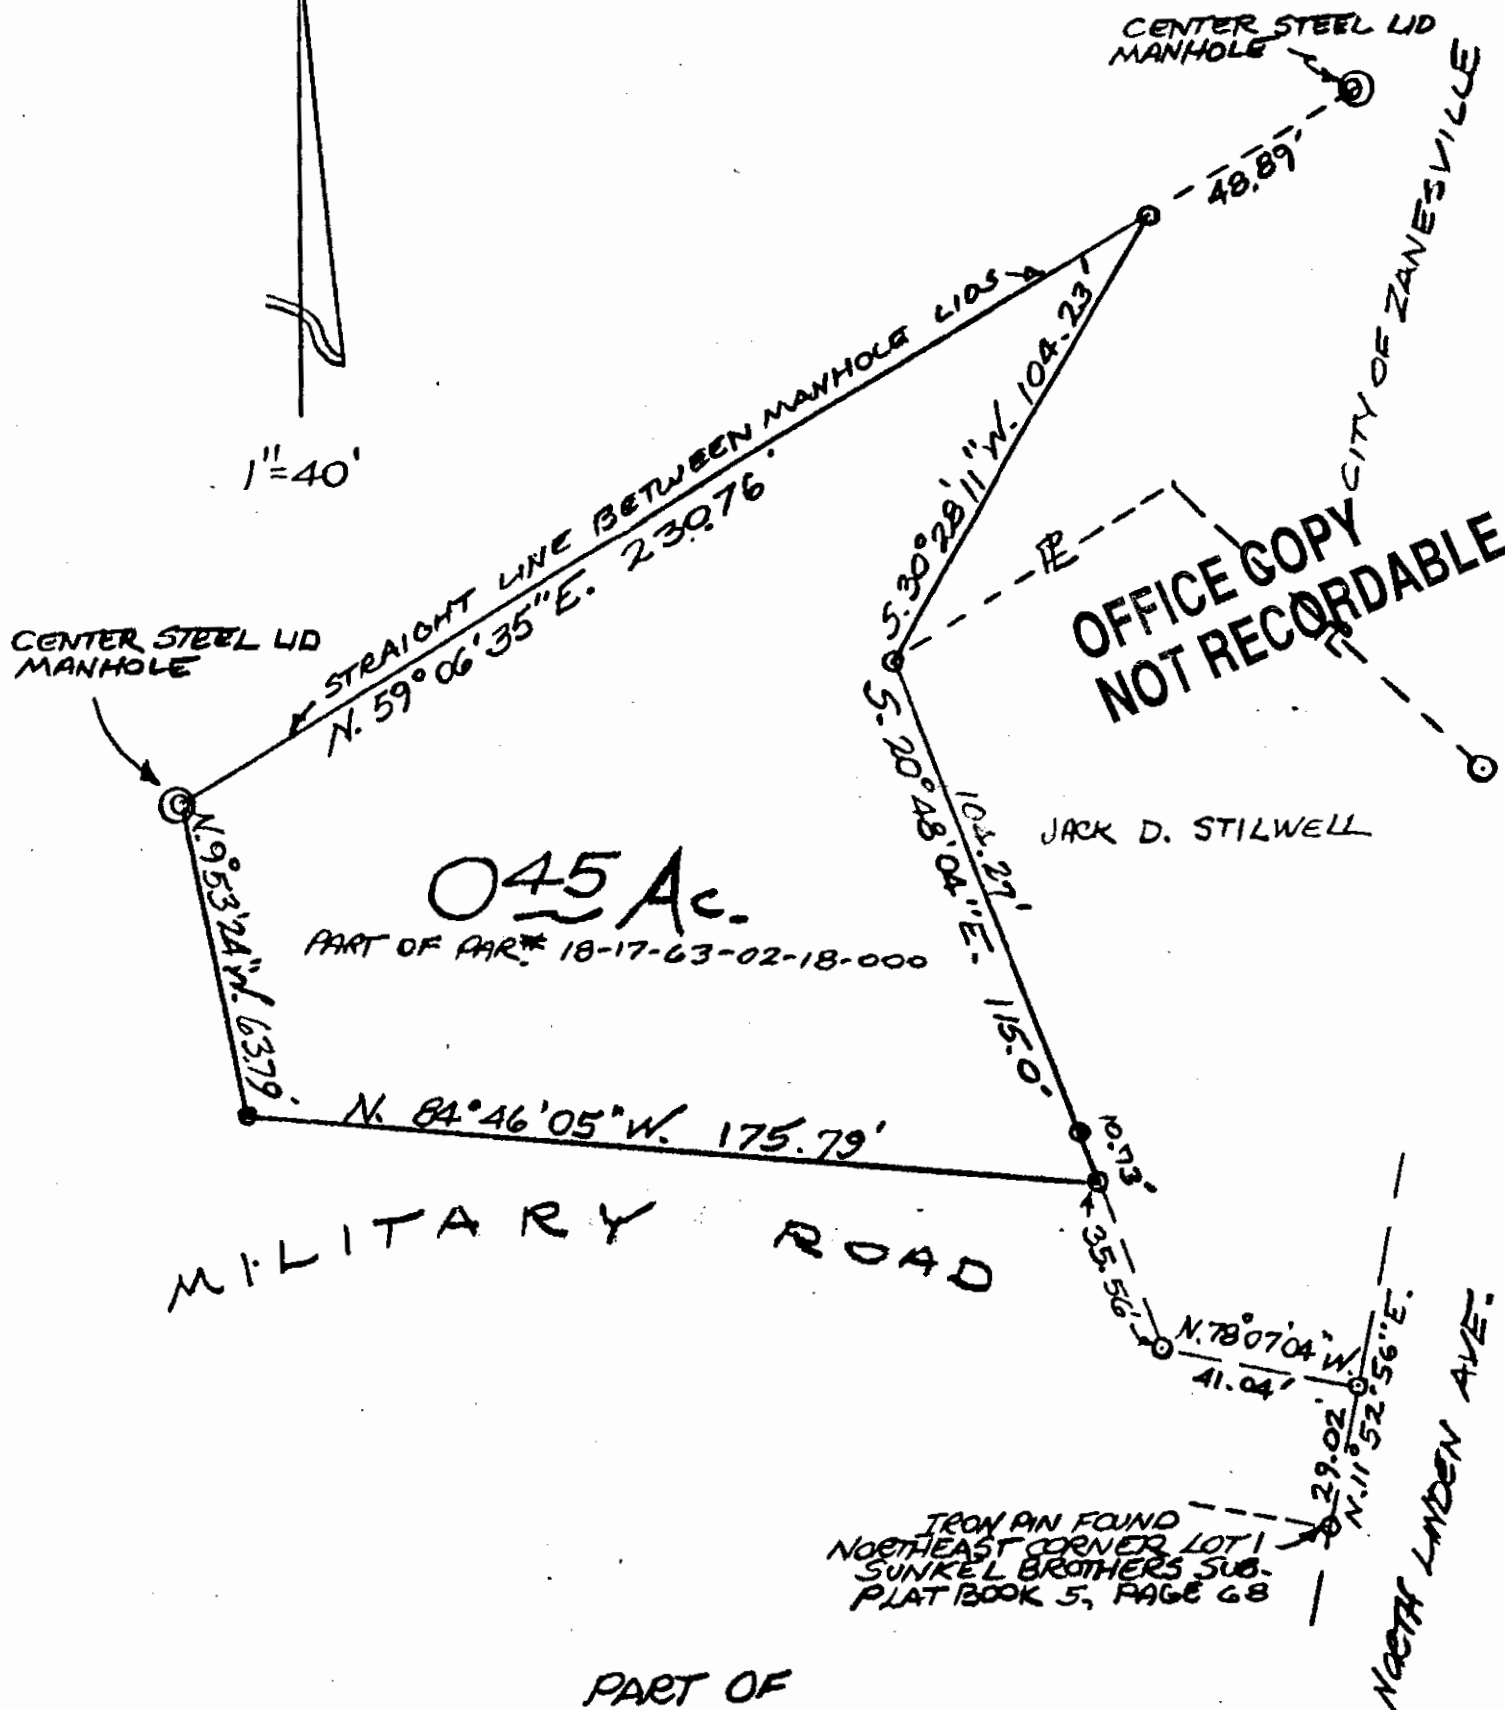 CENTER STEEL LID
MANHOLE
48.89'
CITY OF ZANESVILLE
1"=40'
STRAIGHT LINE BETWEEN MANHOLE LIDS
N. 59° 06' 35" E. 230.76'
S. 30° 28' 11" W. 104.23'
PL
OFFICE COPY
NOT RECORDABLE
CENTER STEEL LID
MANHOLE
S. 20° 48' 04" E. 115.0'
104.27'
JACK D. STILWELL
N. 9° 53' 24" W. 63.79'
0.45 Ac.
PART OF PAR.# 18-17-63-02-18-000
N. 84° 46' 05" W. 175.79'
10.73'
MILITARY ROAD
35.56'
N. 78° 07' 04" W.
41.04'
29.02'
N. 11° 52' 56" E.
NORTH LINDEN AVE.
IRON PIN FOUND
NORTHEAST CORNER LOT 1
SUNKEL BROTHERS SUB.
PLAT BOOK 5, PAGE 68
PART OF